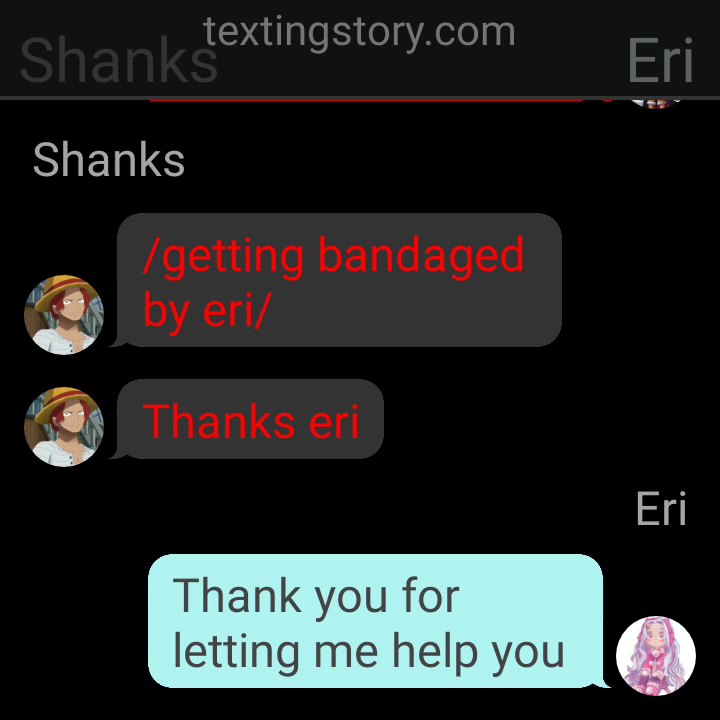 textingstory.com
Shanks
Eri
Shanks
/getting bandaged
by eri/
Thanks eri
Eri
Thank you for
letting me help you